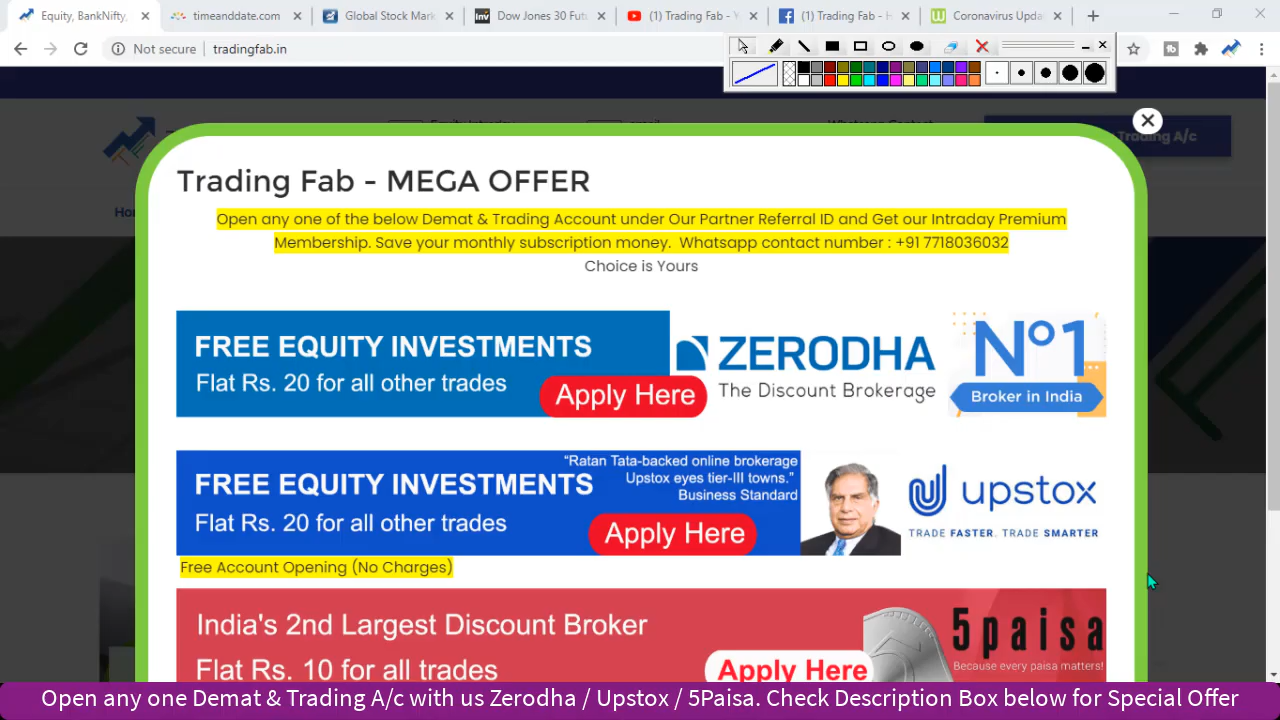 Equity, BankNifty,
timeanddate.com
Global Stock Mark
Dow Jones 30 Futu
(1) Trading Fab - Y
(1) Trading Fab - H
Coronavirus Upda
Not secure
tradingfab.in
Trading A/c
Trading Fab - MEGA OFFER
Open any one of the below Demat & Trading Account under Our Partner Referral ID and Get our Intraday Premium
Membership. Save your monthly subscription money. Whatsapp contact number : +91 7718036032
Choice is Yours
FREE EQUITY INVESTMENTS
Flat Rs. 20 for all other trades
Apply Here
ZERODHA
The Discount Brokerage
Nº1
Broker in India
FREE EQUITY INVESTMENTS
Flat Rs. 20 for all other trades
“Ratan Tata-backed online brokerage
Upstox eyes tier-III towns.”
Business Standard
Apply Here
upstox
TRADE FASTER. TRADE SMARTER
Free Account Opening (No Charges)
India's 2nd Largest Discount Broker
Flat Rs. 10 for all trades
Apply Here
5paisa
Because every paisa matters!
Open any one Demat & Trading A/c with us Zerodha / Upstox / 5Paisa. Check Description Box below for Special Offer